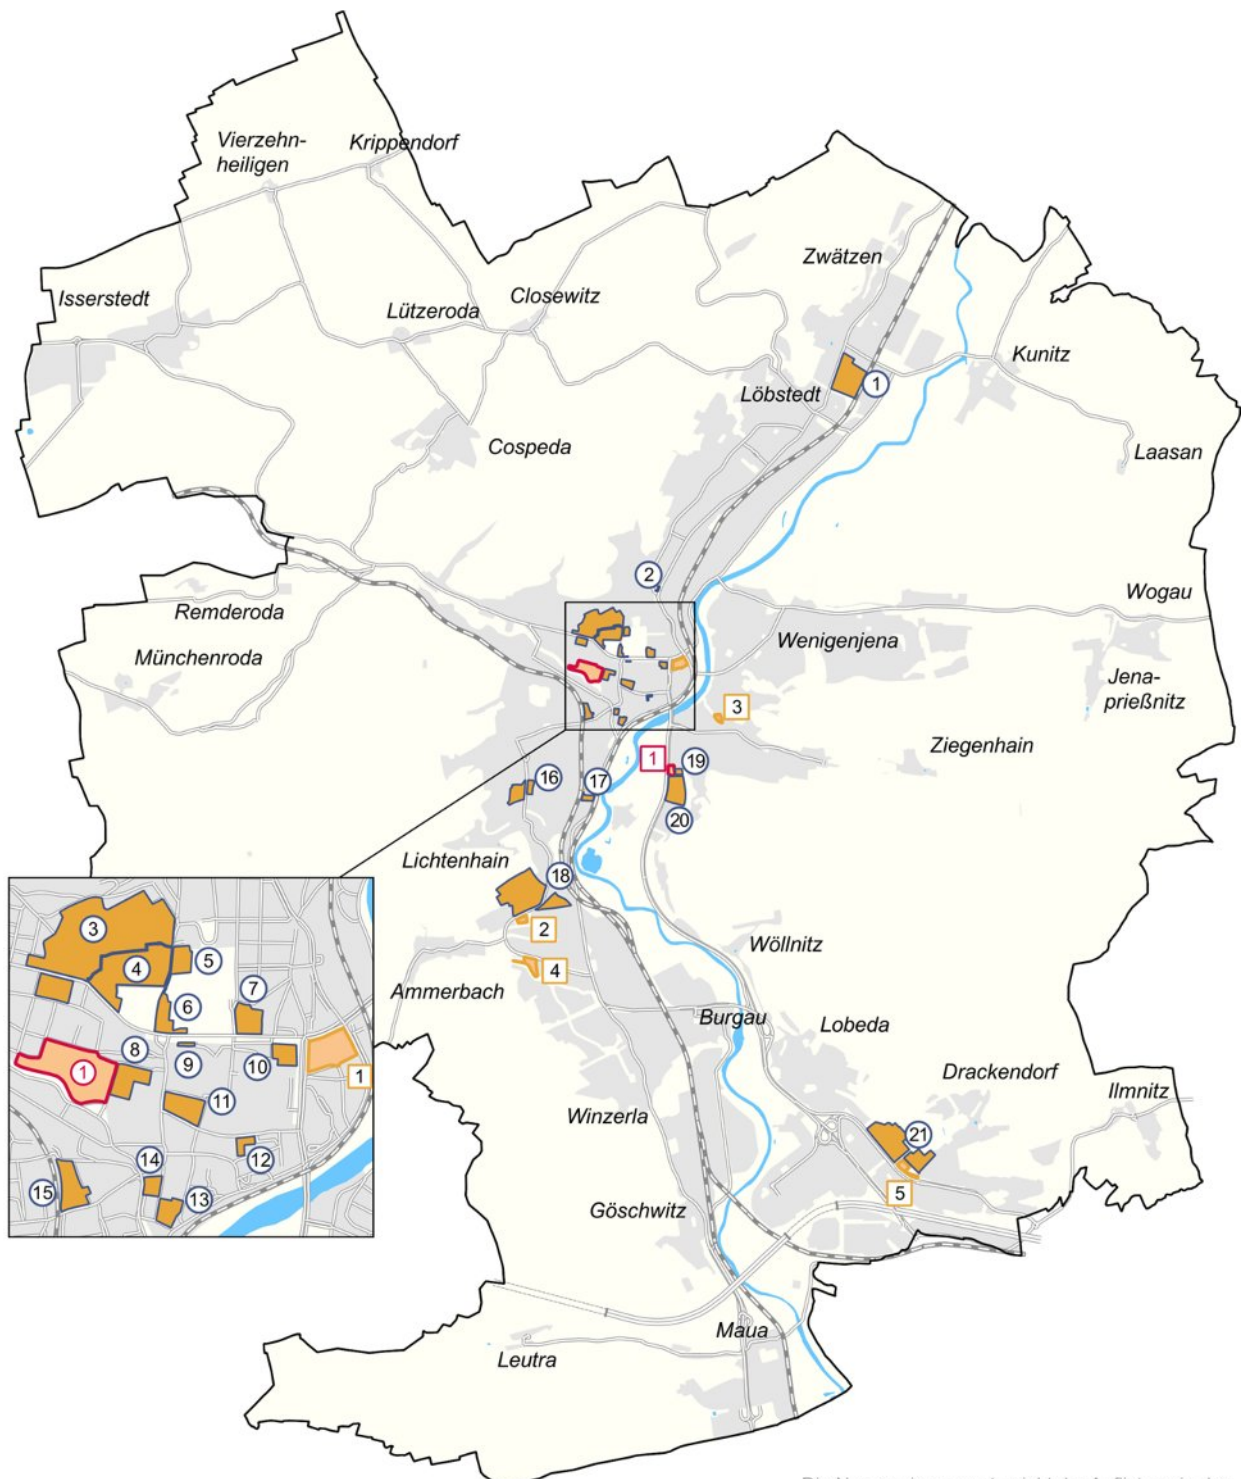 Vierzehn-
heiligen
Krippendorf
Zwätzen
Isserstedt
Closewitz
Lützeroda
Kunitz
1
Löbstedt
Cospeda
Laasan
2
Remderoda
Wogau
Wenigenjena
Münchenroda
Jena-
prießnitz
3
Ziegenhain
1
19
16
17
20
Lichtenhain
18
2
3
4
5
Wöllnitz
4
6
7
Ammerbach
Burgau
Lobeda
8
9
10
1
1
Drackendorf
Ilmnitz
11
Winzerla
21
12
14
15
13
5
Göschwitz
Maua
Leutra